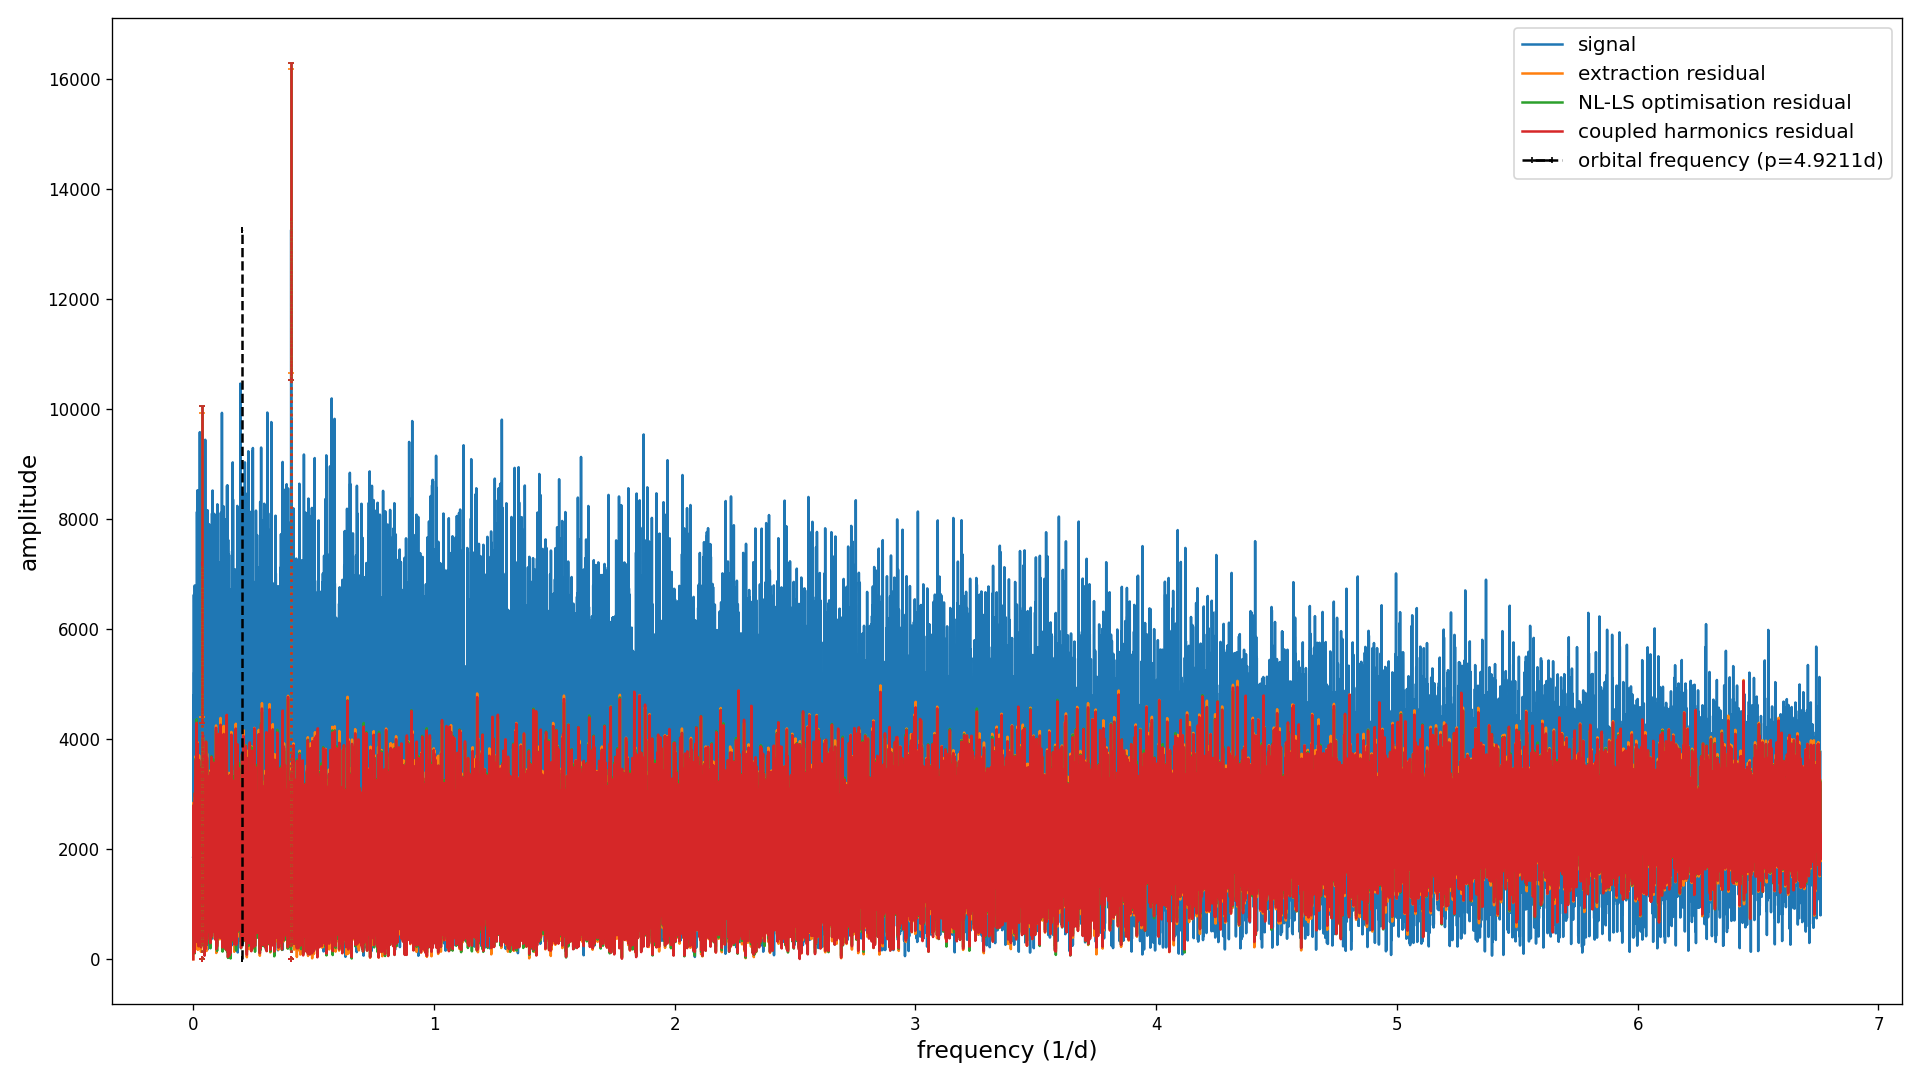 signal
extraction residual
NL-LS optimisation residual
coupled harmonics residual
orbital frequency (p=4.9211d)
amplitude
16000
14000
12000
10000
8000
6000
4000
2000
0
0 1 2 3 4 5 6 7
frequency (1/d)